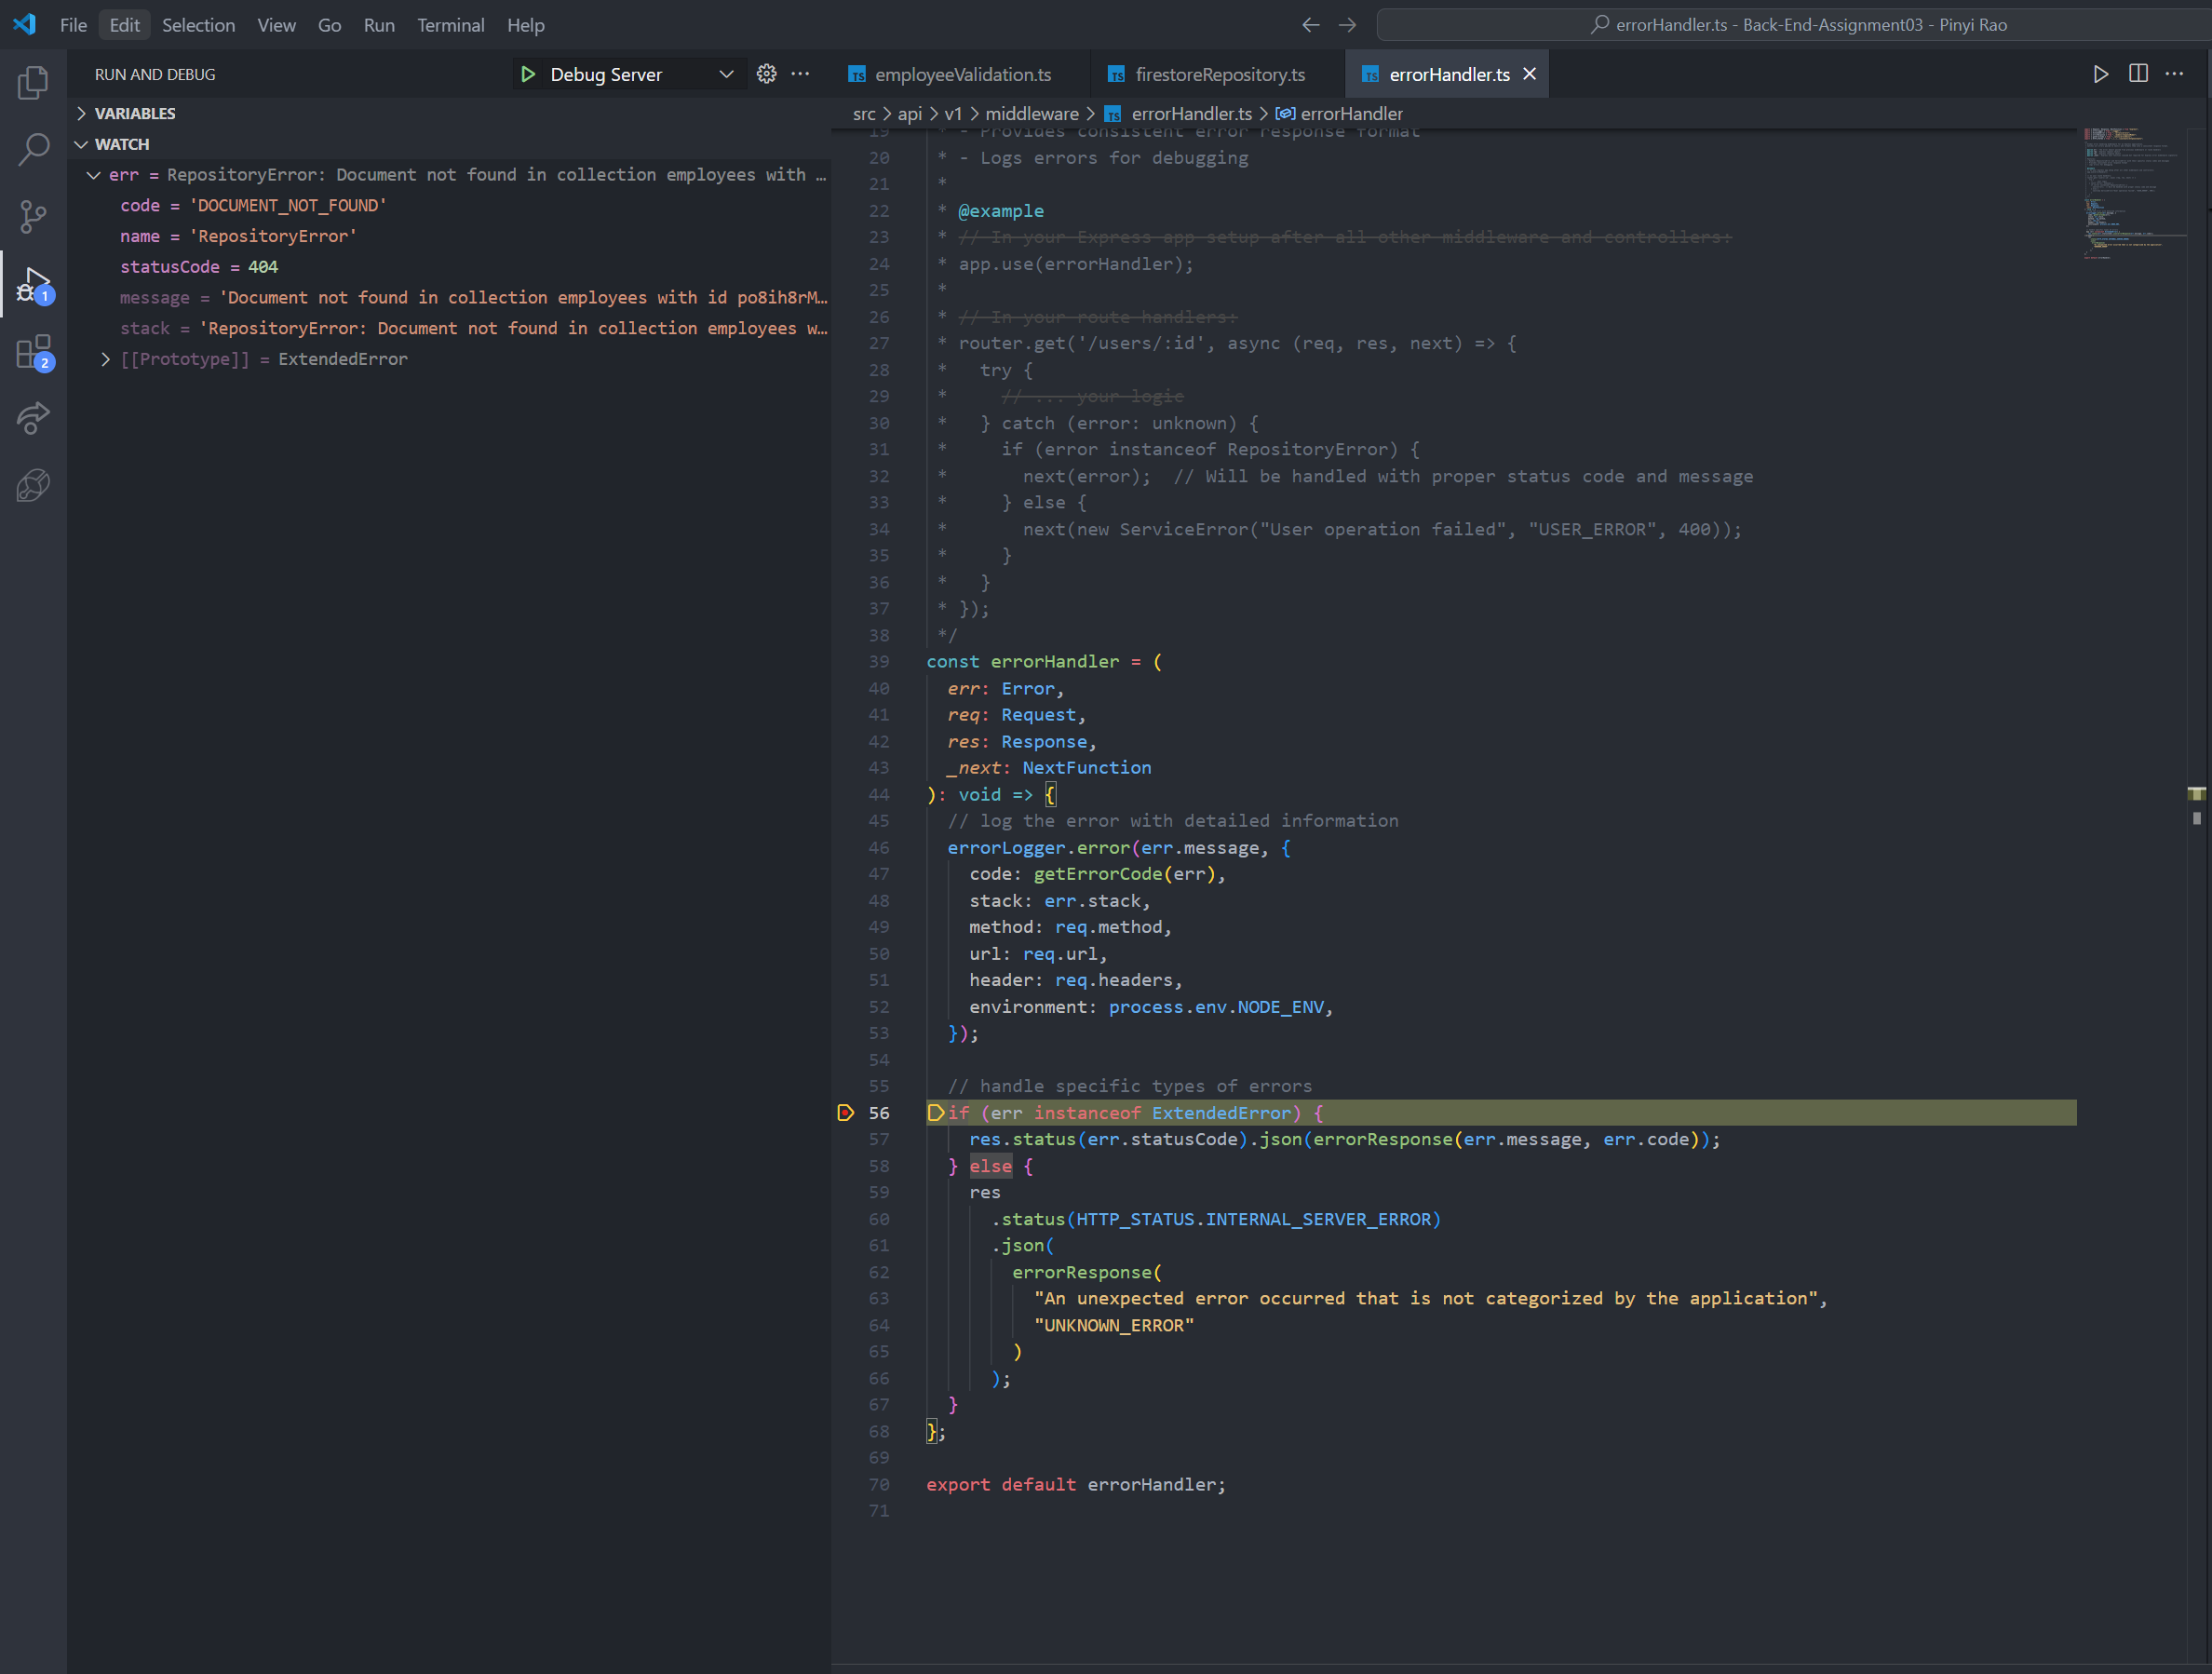 File Edit Selection View Go Run Terminal Help
errorHandler.ts - Back-End-Assignment03 - Pinyi Rao
RUN AND DEBUG
Debug Server
VARIABLES
WATCH
err = RepositoryError: Document not found in collection employees with …
code = 'DOCUMENT_NOT_FOUND'
name = 'RepositoryError'
statusCode = 404
message = 'Document not found in collection employees with id po8ih8rM…
stack = 'RepositoryError: Document not found in collection employees w…
[[Prototype]] = ExtendedError
1
2
employeeValidation.ts
firestoreRepository.ts
errorHandler.ts
src > api > v1 > middleware > TS errorHandler.ts > errorHandler
19 * - Provides consistent error response format
20 * - Logs errors for debugging
21 *
22 * @example
23 * // In your Express app setup after all other middleware and controllers:
24 * app.use(errorHandler);
25 *
26 * // In your route handlers:
27 * router.get('/users/:id', async (req, res, next) => {
28 *   try {
29 *     // ... your logic
30 *   } catch (error: unknown) {
31 *     if (error instanceof RepositoryError) {
32 *       next(error);  // Will be handled with proper status code and message
33 *     } else {
34 *       next(new ServiceError("User operation failed", "USER_ERROR", 400));
35 *     }
36 *   }
37 * });
38 */
39 const errorHandler = (
40   err: Error,
41   req: Request,
42   res: Response,
43   _next: NextFunction
44 ): void => {
45   // log the error with detailed information
46   errorLogger.error(err.message, {
47     code: getErrorCode(err),
48     stack: err.stack,
49     method: req.method,
50     url: req.url,
51     header: req.headers,
52     environment: process.env.NODE_ENV,
53   });
54
55   // handle specific types of errors
56   if (err instanceof ExtendedError) {
57     res.status(err.statusCode).json(errorResponse(err.message, err.code));
58   } else {
59     res
60       .status(HTTP_STATUS.INTERNAL_SERVER_ERROR)
61       .json(
62         errorResponse(
63           "An unexpected error occurred that is not categorized by the application",
64           "UNKNOWN_ERROR"
65         )
66       );
67   }
68 };
69
70 export default errorHandler;
71